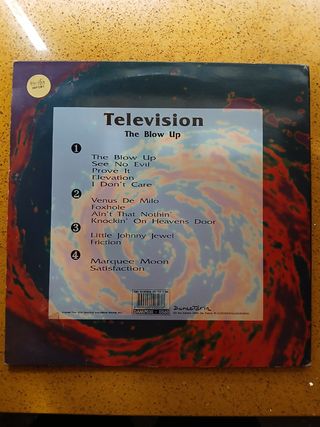 Television
The Blow Up
1
The Blow Up
See No Evil
Prove It
Elevation
I Don't Care
2
Venus De Milo
Foxhole
Ain't That Nothin'
Knockin' On Heavens Door
3
Little Johnny Jewel
Friction
4
Marquee Moon
Satisfaction
Danceteria